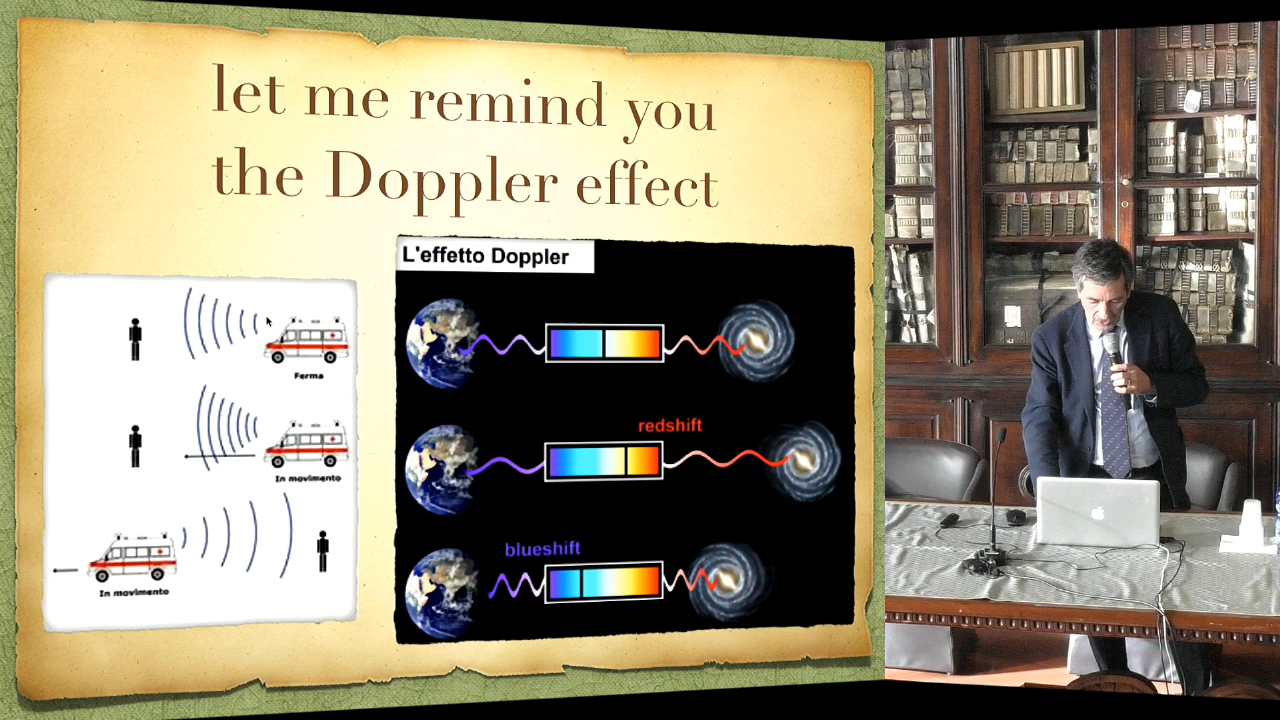 let me remind you
the Doppler effect
L'effetto Doppler
Ferma
In movimento
In movimento
redshift
blueshift